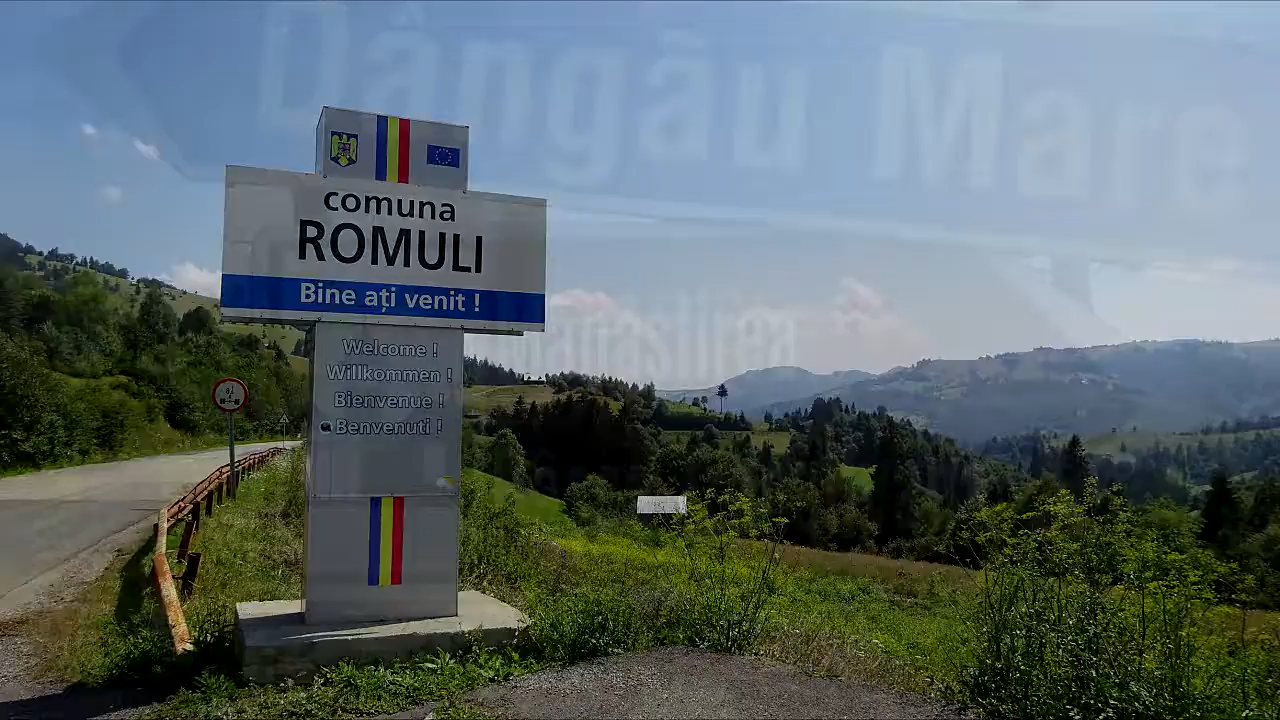 Dângău Mare
comuna
ROMULI
Bine ați venit !
Welcome !
Willkommen !
Bienvenue !
Benvenuti !